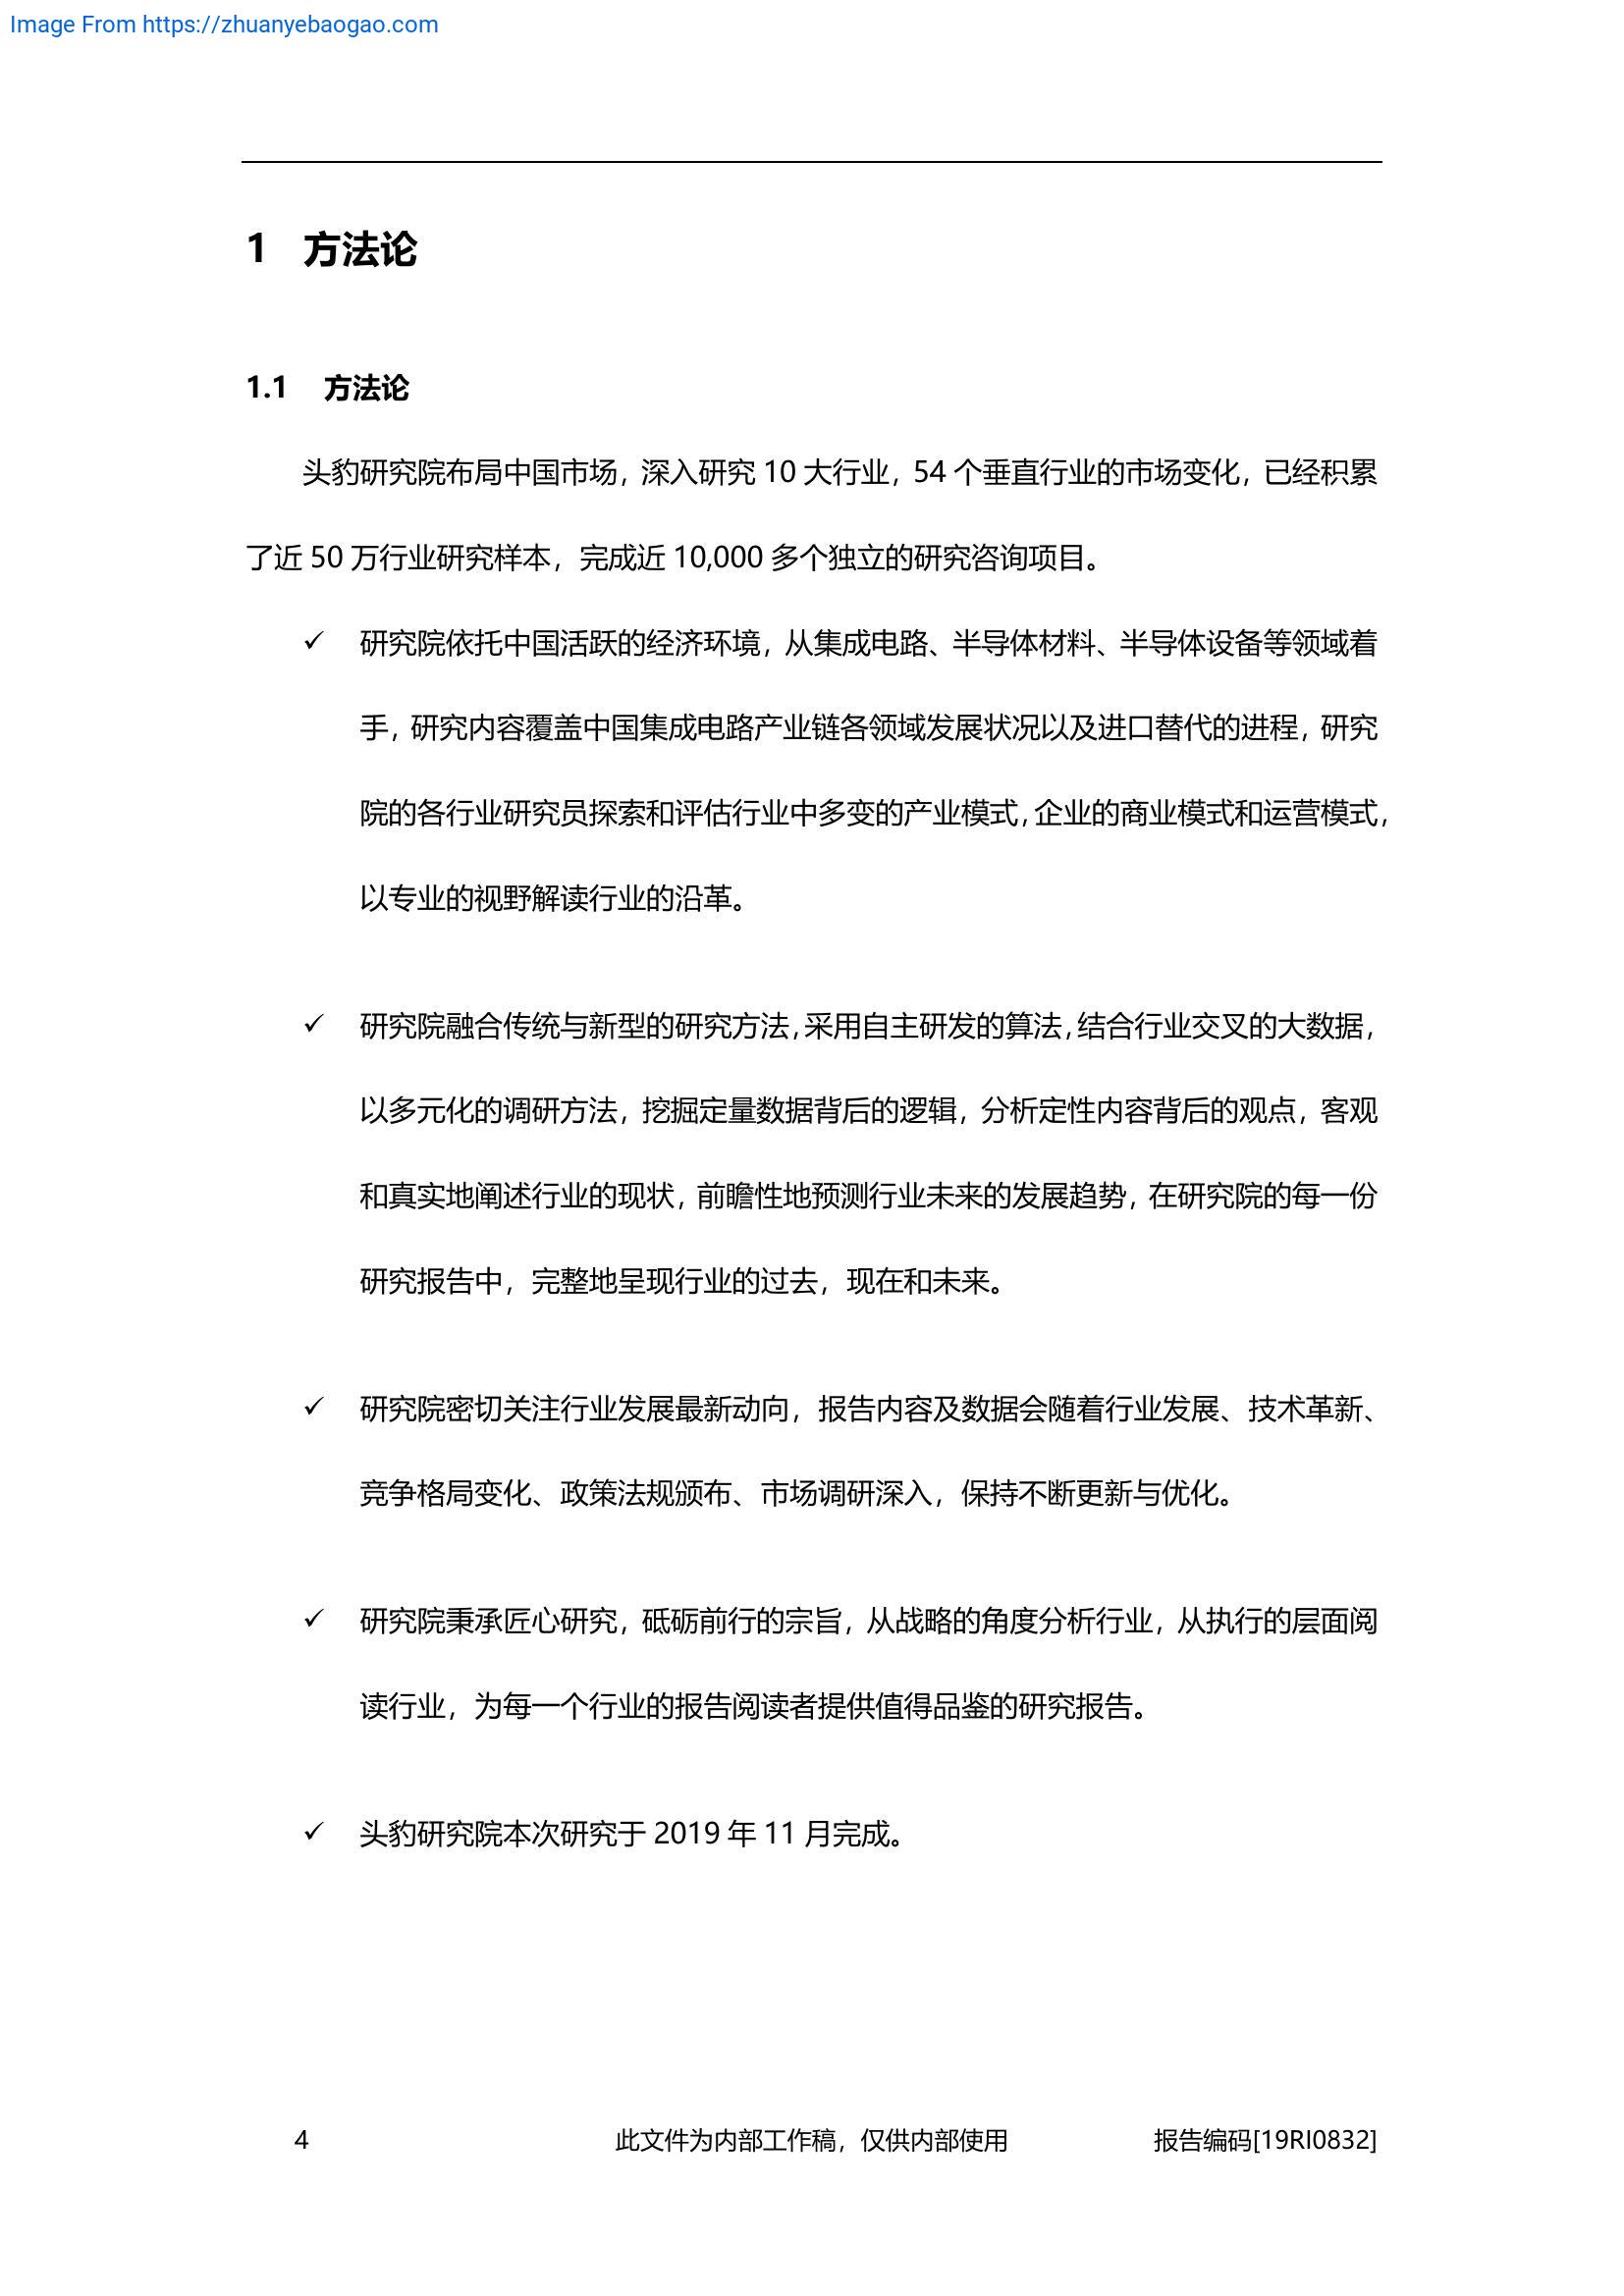 Image From https://zhuanyebaogao.com
1 方法论
1.1 方法论
头豹研究院布局中国市场，深入研究 10 大行业，54 个垂直行业的市场变化，已经积累
了近 50 万行业研究样本，完成近 10,000 多个独立的研究咨询项目。
✓ 研究院依托中国活跃的经济环境，从集成电路、半导体材料、半导体设备等领域着
手，研究内容覆盖中国集成电路产业链各领域发展状况以及进口替代的进程，研究
院的各行业研究员探索和评估行业中多变的产业模式，企业的商业模式和运营模式，
以专业的视野解读行业的沿革。
✓ 研究院融合传统与新型的研究方法，采用自主研发的算法，结合行业交叉的大数据，
以多元化的调研方法，挖掘定量数据背后的逻辑，分析定性内容背后的观点，客观
和真实地阐述行业的现状，前瞻性地预测行业未来的发展趋势，在研究院的每一份
研究报告中，完整地呈现行业的过去，现在和未来。
✓ 研究院密切关注行业发展最新动向，报告内容及数据会随着行业发展、技术革新、
竞争格局变化、政策法规颁布、市场调研深入，保持不断更新与优化。
✓ 研究院秉承匠心研究，砥砺前行的宗旨，从战略的角度分析行业，从执行的层面阅
读行业，为每一个行业的报告阅读者提供值得品鉴的研究报告。
✓ 头豹研究院本次研究于 2019 年 11 月完成。
4 此文件为内部工作稿，仅供内部使用 报告编码[19RI0832]